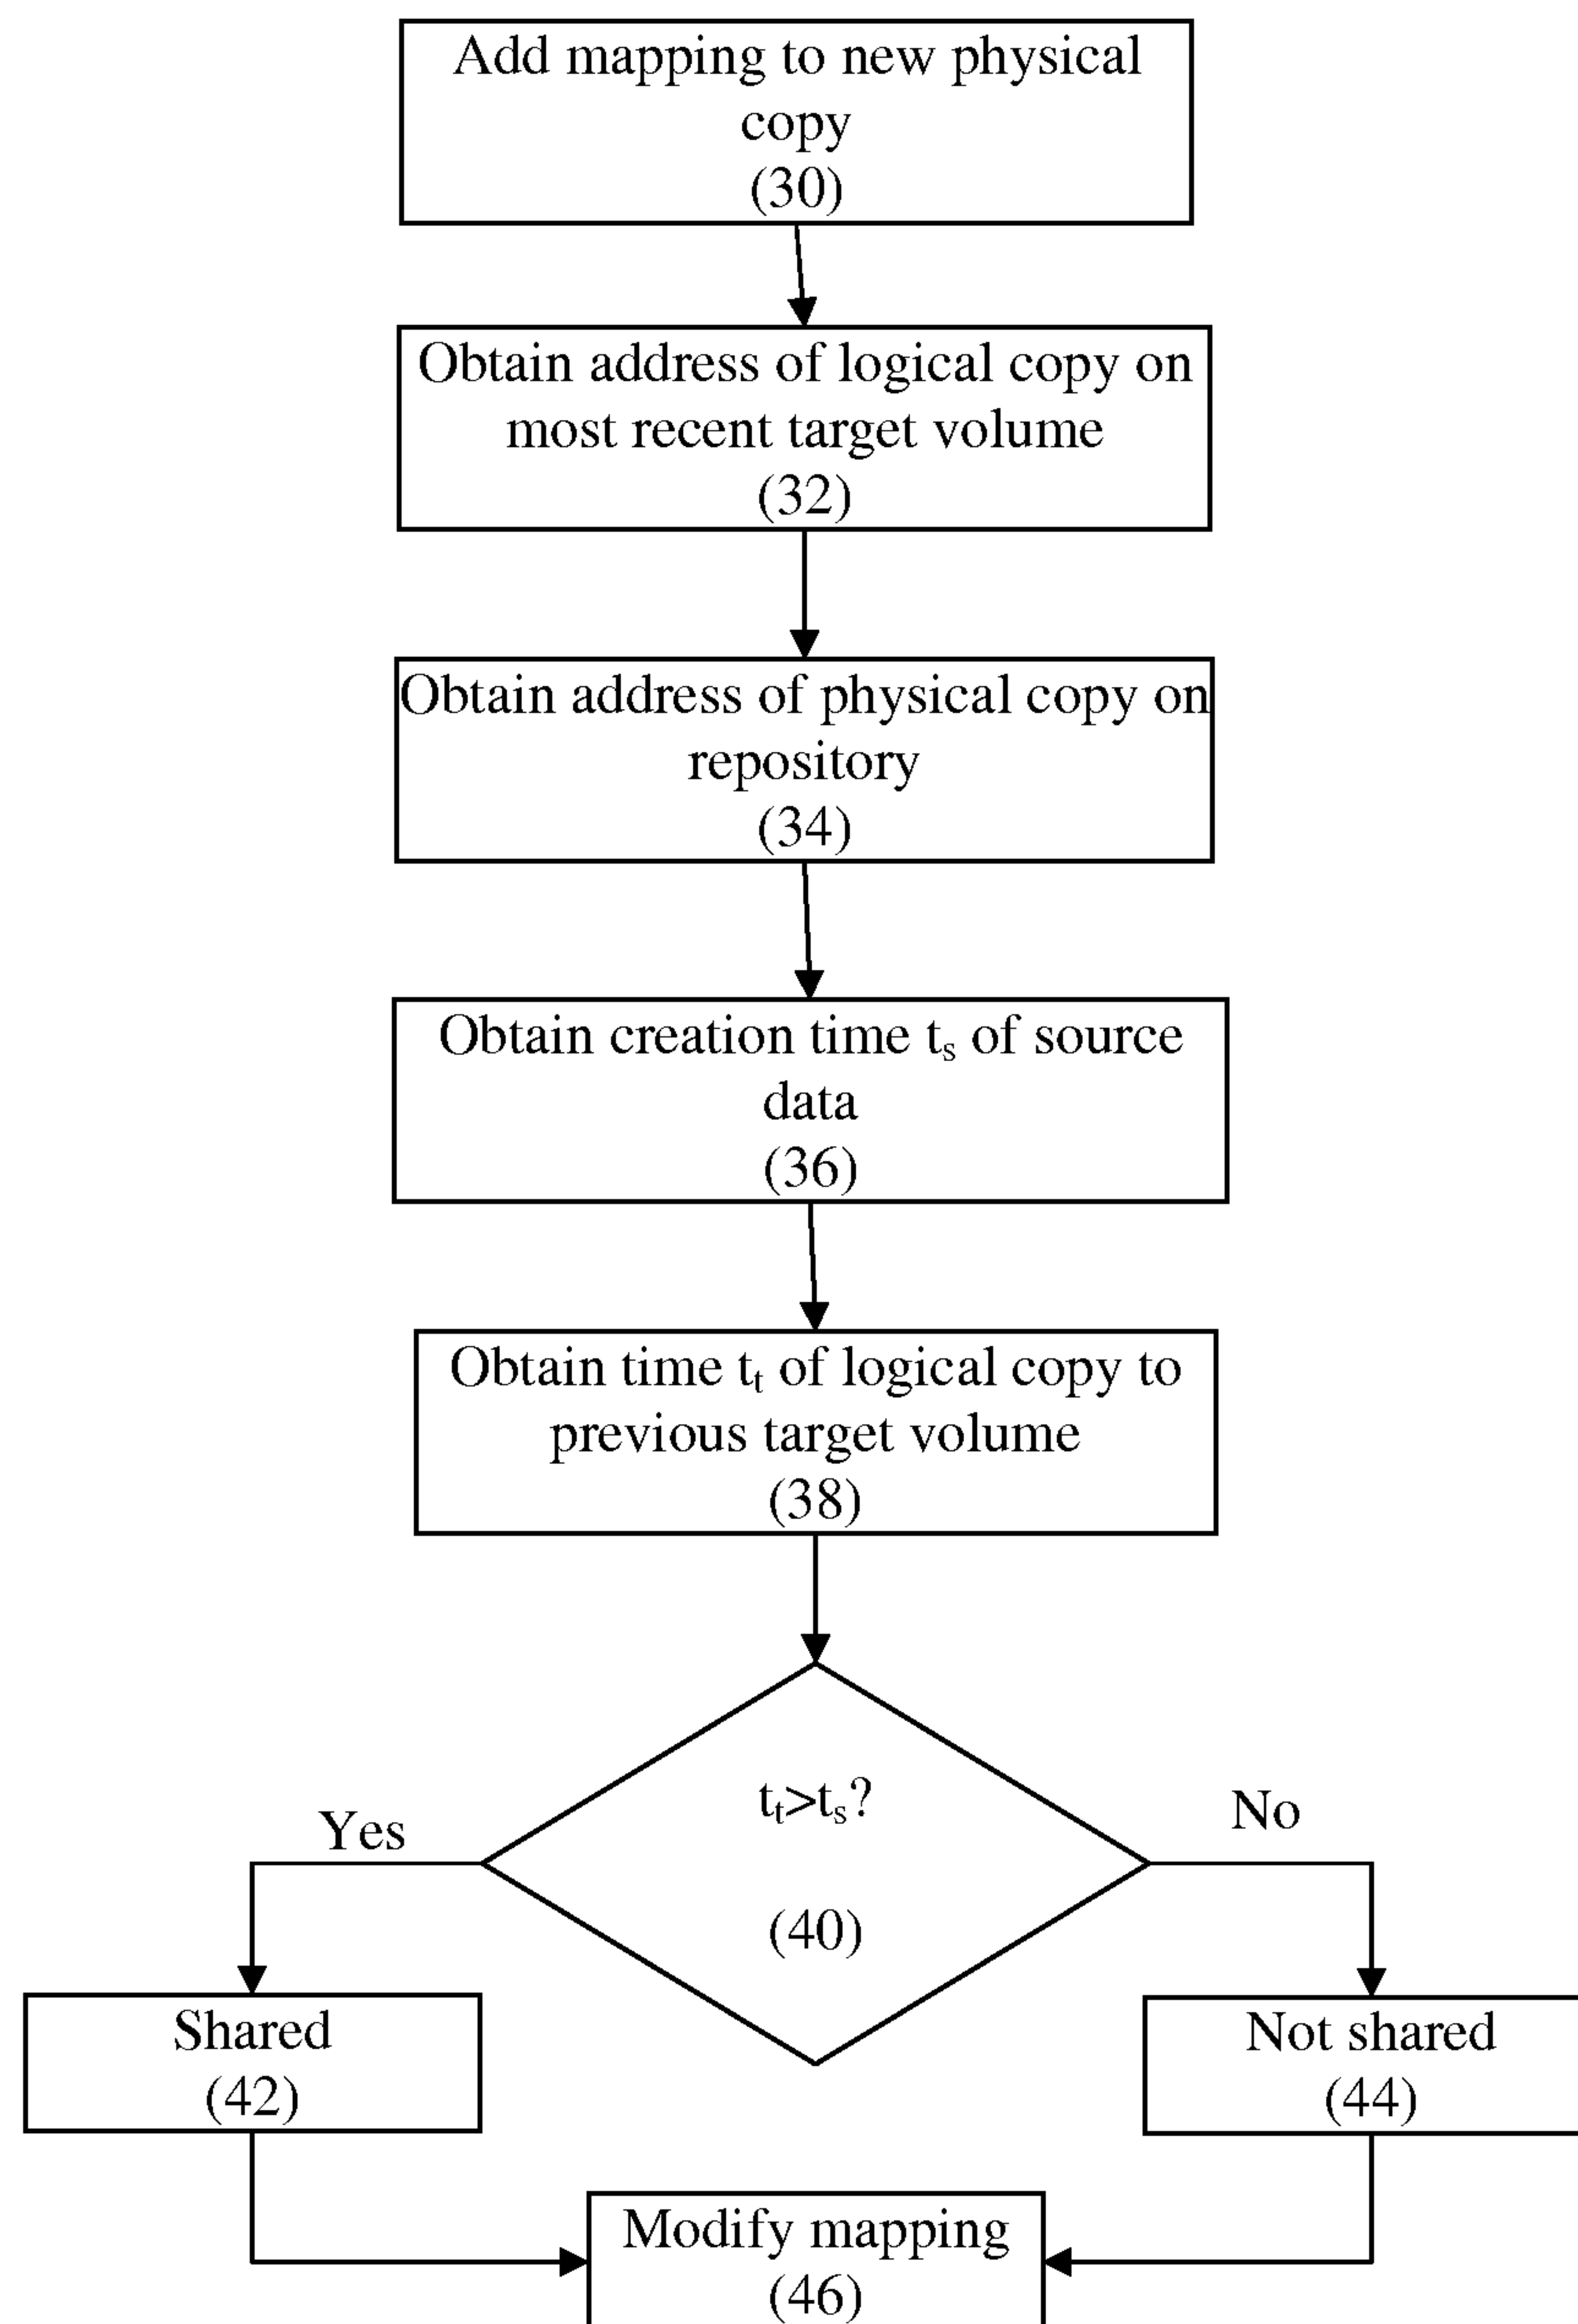 Add mapping to new physical
copy
(30)
Obtain address of logical copy on
most recent target volume
(32)
Obtain address of physical copy on
repository
(34)
Obtain creation time tₛ of source
data
(36)
Obtain time tₜ of logical copy to
previous target volume
(38)
tₜ>tₛ?
(40)
Yes
No
Shared
(42)
Not shared
(44)
Modify mapping
(46)